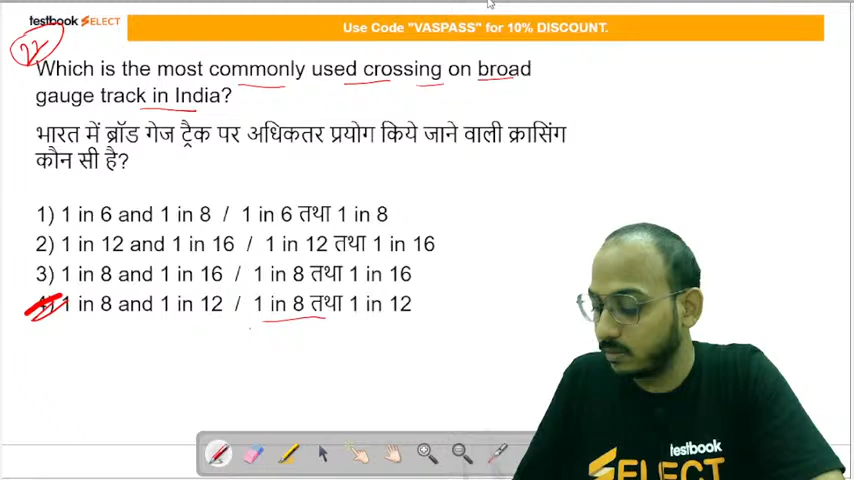 testbook SELECT
Use Code "VASPASS" for 10% DISCOUNT.
22
Which is the most commonly used crossing on broad
gauge track in India?
भारत में ब्रॉड गेज ट्रैक पर अधिकतर प्रयोग किये जाने वाली क्रासिंग
कौन सी है?
1) 1 in 6 and 1 in 8 / 1 in 6 तथा 1 in 8
2) 1 in 12 and 1 in 16 / 1 in 12 तथा 1 in 16
3) 1 in 8 and 1 in 16 / 1 in 8 तथा 1 in 16
4) 1 in 8 and 1 in 12 / 1 in 8 तथा 1 in 12
testbook
SELECT